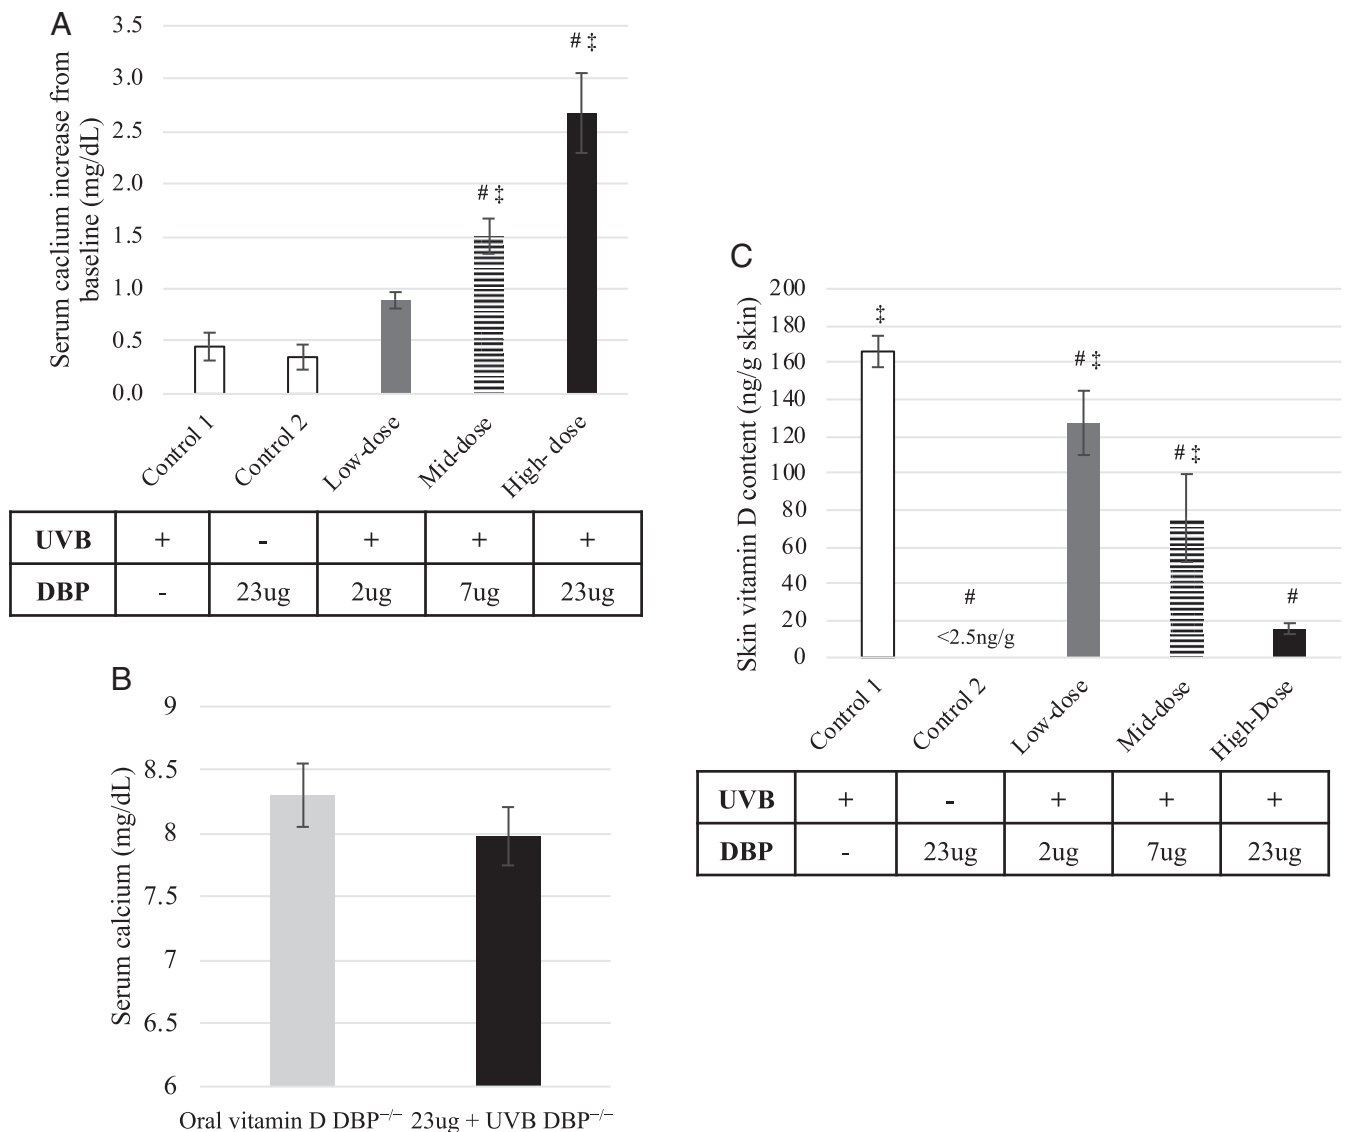 A
Serum caclium increase from
baseline (mg/dL)
3.5
3.0
2.5
2.0
1.5
1.0
0.5
0.0
# ‡
# ‡
Control 1
Control 2
Low-dose
Mid-dose
High- dose
UVB + - + + +
DBP - 23ug 2ug 7ug 23ug
B
Serum calcium (mg/dL)
9
8.5
8
7.5
7
6.5
6
Oral vitamin D DBP⁻/⁻ 23ug + UVB DBP⁻/⁻
C
Skin vitamin D content (ng/g skin)
200
180
160
140
120
100
80
60
40
20
0
‡
# ‡
# ‡
# #
<2.5ng/g
Control 1
Control 2
Low-dose
Mid-dose
High-Dose
UVB + - + + +
DBP - 23ug 2ug 7ug 23ug